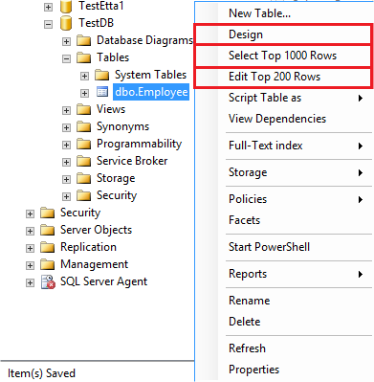 TestEtta1
TestDB
Database Diagrams
Tables
System Tables
dbo.Employee
Views
Synonyms
Programmability
Service Broker
Storage
Security
Security
Server Objects
Replication
Management
SQL Server Agent
Item(s) Saved
New Table...
Design
Select Top 1000 Rows
Edit Top 200 Rows
Script Table as
View Dependencies
Full-Text index
Storage
Policies
Facets
Start PowerShell
Reports
Rename
Delete
Refresh
Properties